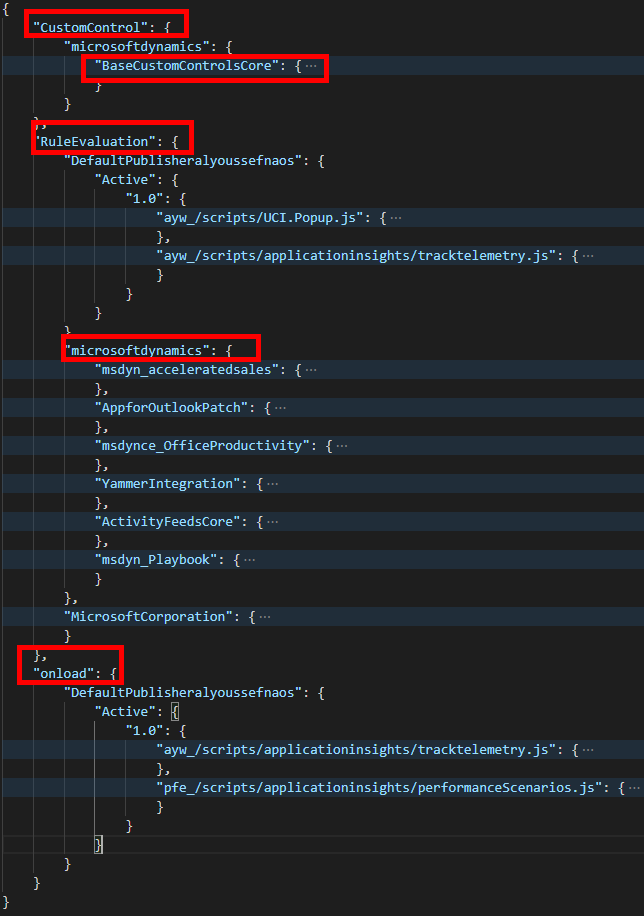 {
"CustomControl": {
"microsoftdynamics": {
"BaseCustomControlsCore": { ···
}
}
},
"RuleEvaluation": {
"DefaultPublisheralyoussefnaos": {
"Active": {
"1.0": {
"ayw_/scripts/UCI.Popup.js": { ···
},
"ayw_/scripts/applicationinsights/tracktelemetry.js": { ···
}
}
}
}
"microsoftdynamics": {
"msdyn_acceleratedsales": { ···
},
"AppforOutlookPatch": { ···
},
"msdynce_OfficeProductivity": { ···
},
"YammerIntegration": { ···
},
"ActivityFeedsCore": { ···
},
"msdyn_Playbook": { ···
}
},
"MicrosoftCorporation": { ···
}
},
"onload": {
"DefaultPublisheralyoussefnaos": {
"Active": {
"1.0": {
"ayw_/scripts/applicationinsights/tracktelemetry.js": { ···
},
"pfe_/scripts/applicationinsights/performanceScenarios.js": { ···
}
}
}
}
}
}